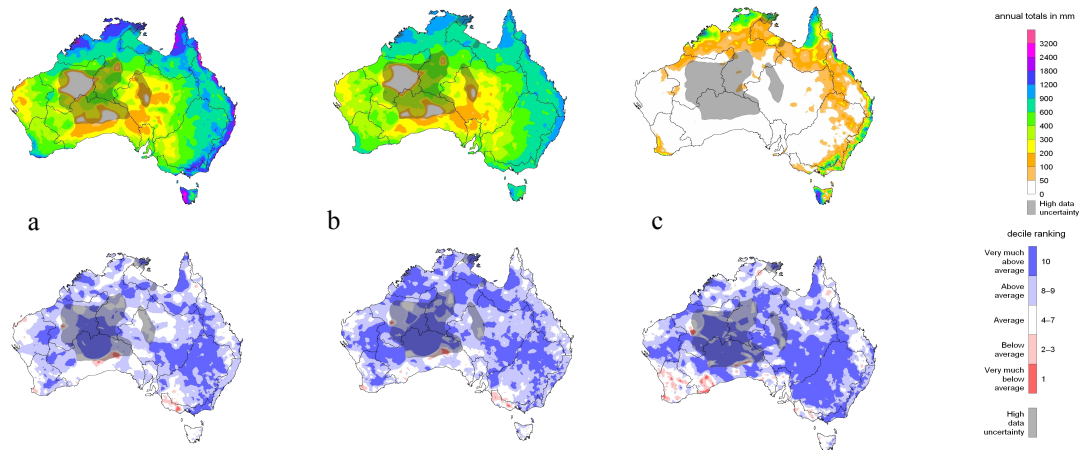 annual totals in mm
3200
2400
1800
1200
900
600
400
300
200
100
50
0
High data
uncertainty
a
b
c
decile ranking
Very much
above
average
10
Above
average
8–9
Average
4–7
Below
average
2–3
Very much
below
average
1
High
data
uncertainty